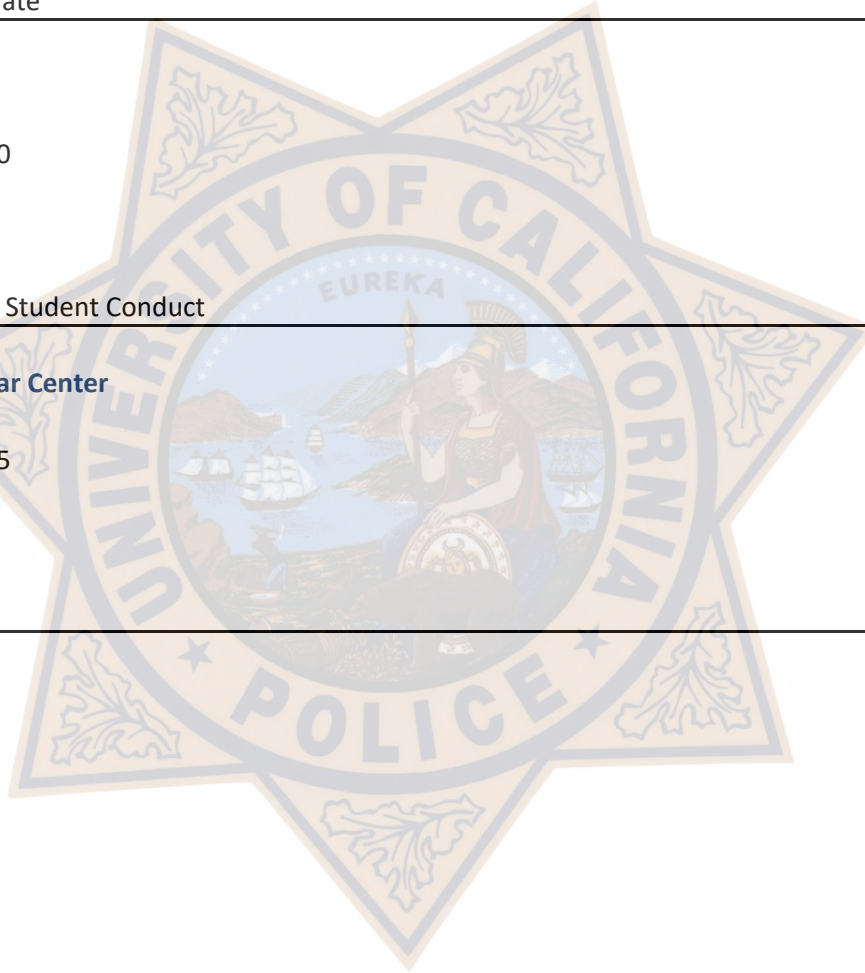 ate
0
UNIVERSITY OF CALIFORNIA
EUREKA
Student Conduct
ar Center
5
POLICE